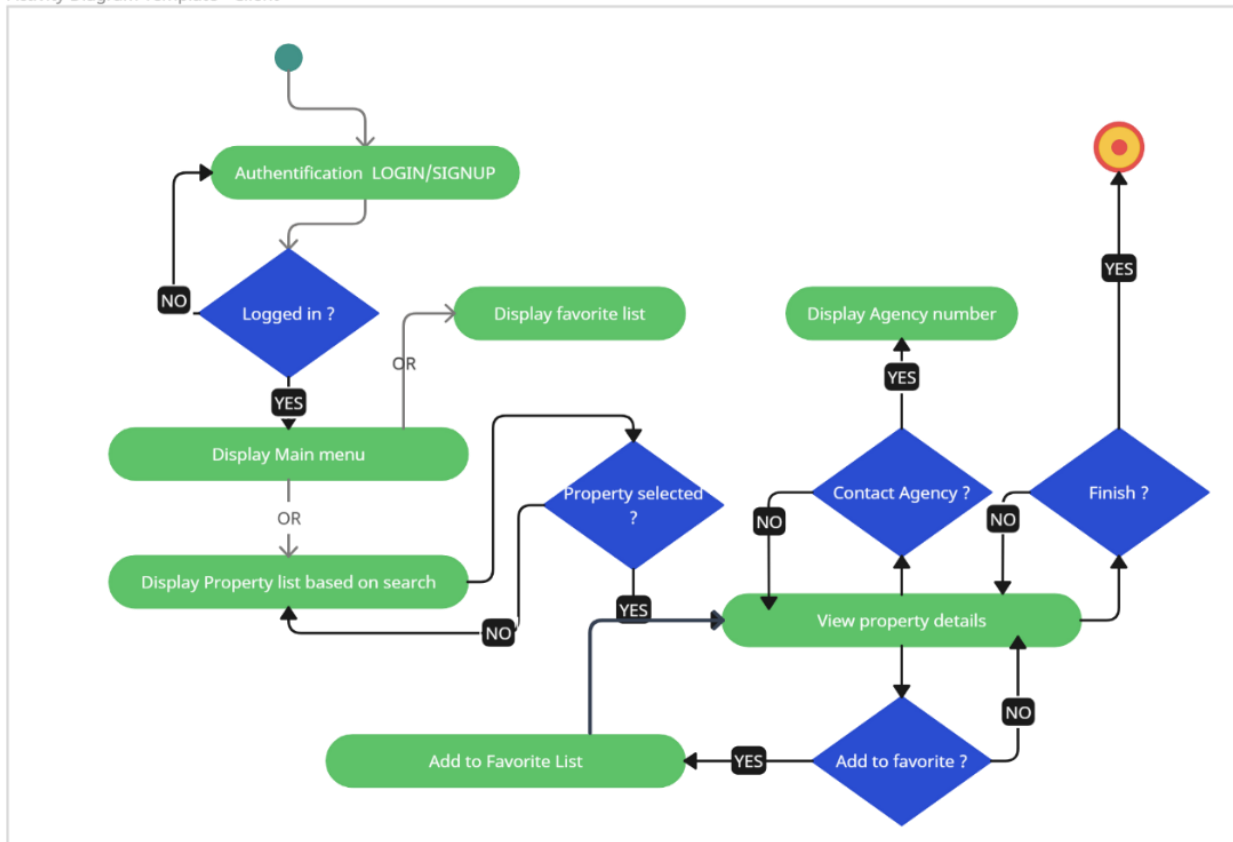 Authentification LOGIN/SIGNUP
Logged in ?
NO
YES
Display favorite list
OR
Display Main menu
OR
Display Property list based on search
Property selected
?
NO
YES
Display Agency number
YES
Contact Agency ?
NO
YES
Finish ?
NO
View property details
Add to Favorite List
YES
Add to favorite ?
NO